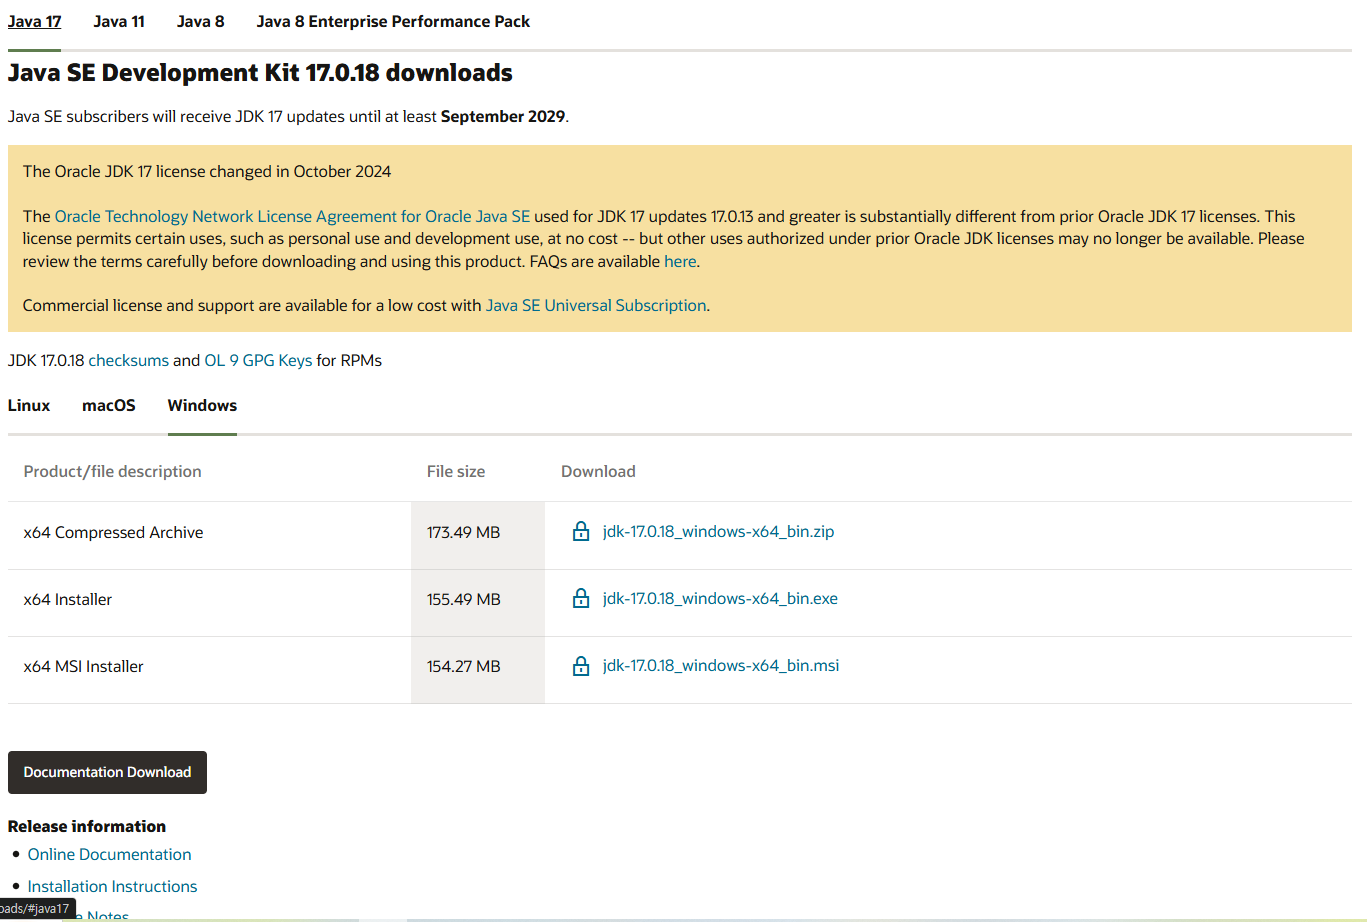 Java 17 Java 11 Java 8 Java 8 Enterprise Performance Pack
Java SE Development Kit 17.0.18 downloads
Java SE subscribers will receive JDK 17 updates until at least September 2029.
The Oracle JDK 17 license changed in October 2024
The Oracle Technology Network License Agreement for Oracle Java SE used for JDK 17 updates 17.0.13 and greater is substantially different from prior Oracle JDK 17 licenses. This
license permits certain uses, such as personal use and development use, at no cost -- but other uses authorized under prior Oracle JDK licenses may no longer be available. Please
review the terms carefully before downloading and using this product. FAQs are available here.
Commercial license and support are available for a low cost with Java SE Universal Subscription.
JDK 17.0.18 checksums and OL 9 GPG Keys for RPMs
Linux macOS Windows
Product/file description File size Download
x64 Compressed Archive 173.49 MB jdk-17.0.18_windows-x64_bin.zip
x64 Installer 155.49 MB jdk-17.0.18_windows-x64_bin.exe
x64 MSI Installer 154.27 MB jdk-17.0.18_windows-x64_bin.msi
Documentation Download
Release information
• Online Documentation
• Installation Instructions
oads/#java17
Notes